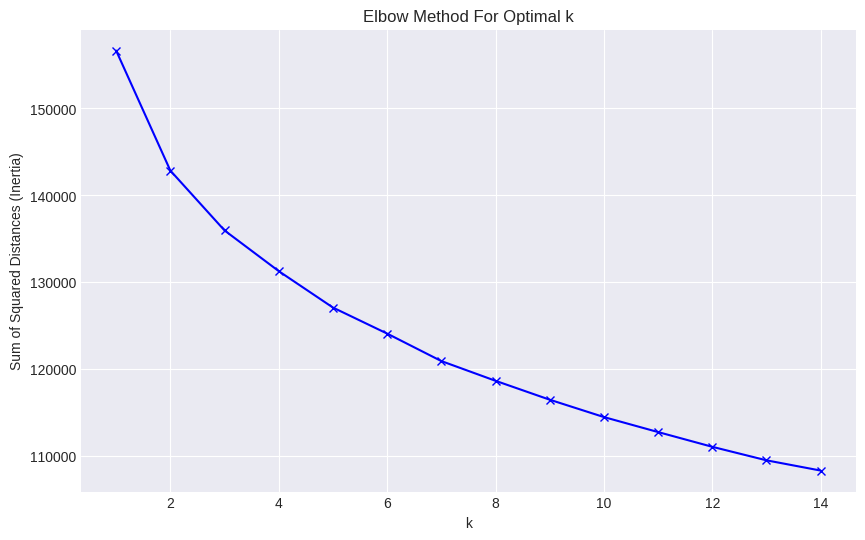 Elbow Method For Optimal k
Sum of Squared Distances (Inertia)
150000
140000
130000
120000
110000
2 4 6 8 10 12 14
k